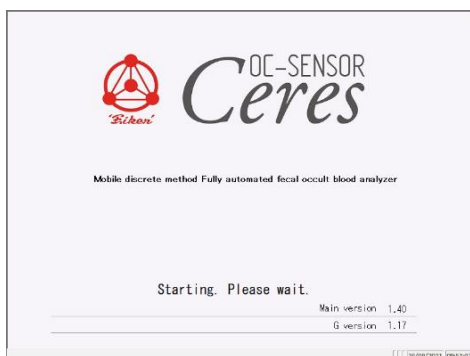 OC-SENSOR
Ceres
'Eiken'
Mobile discrete method Fully automated fecal occult blood analyzer
Starting. Please wait.
Main version 1.40
G version 1.17